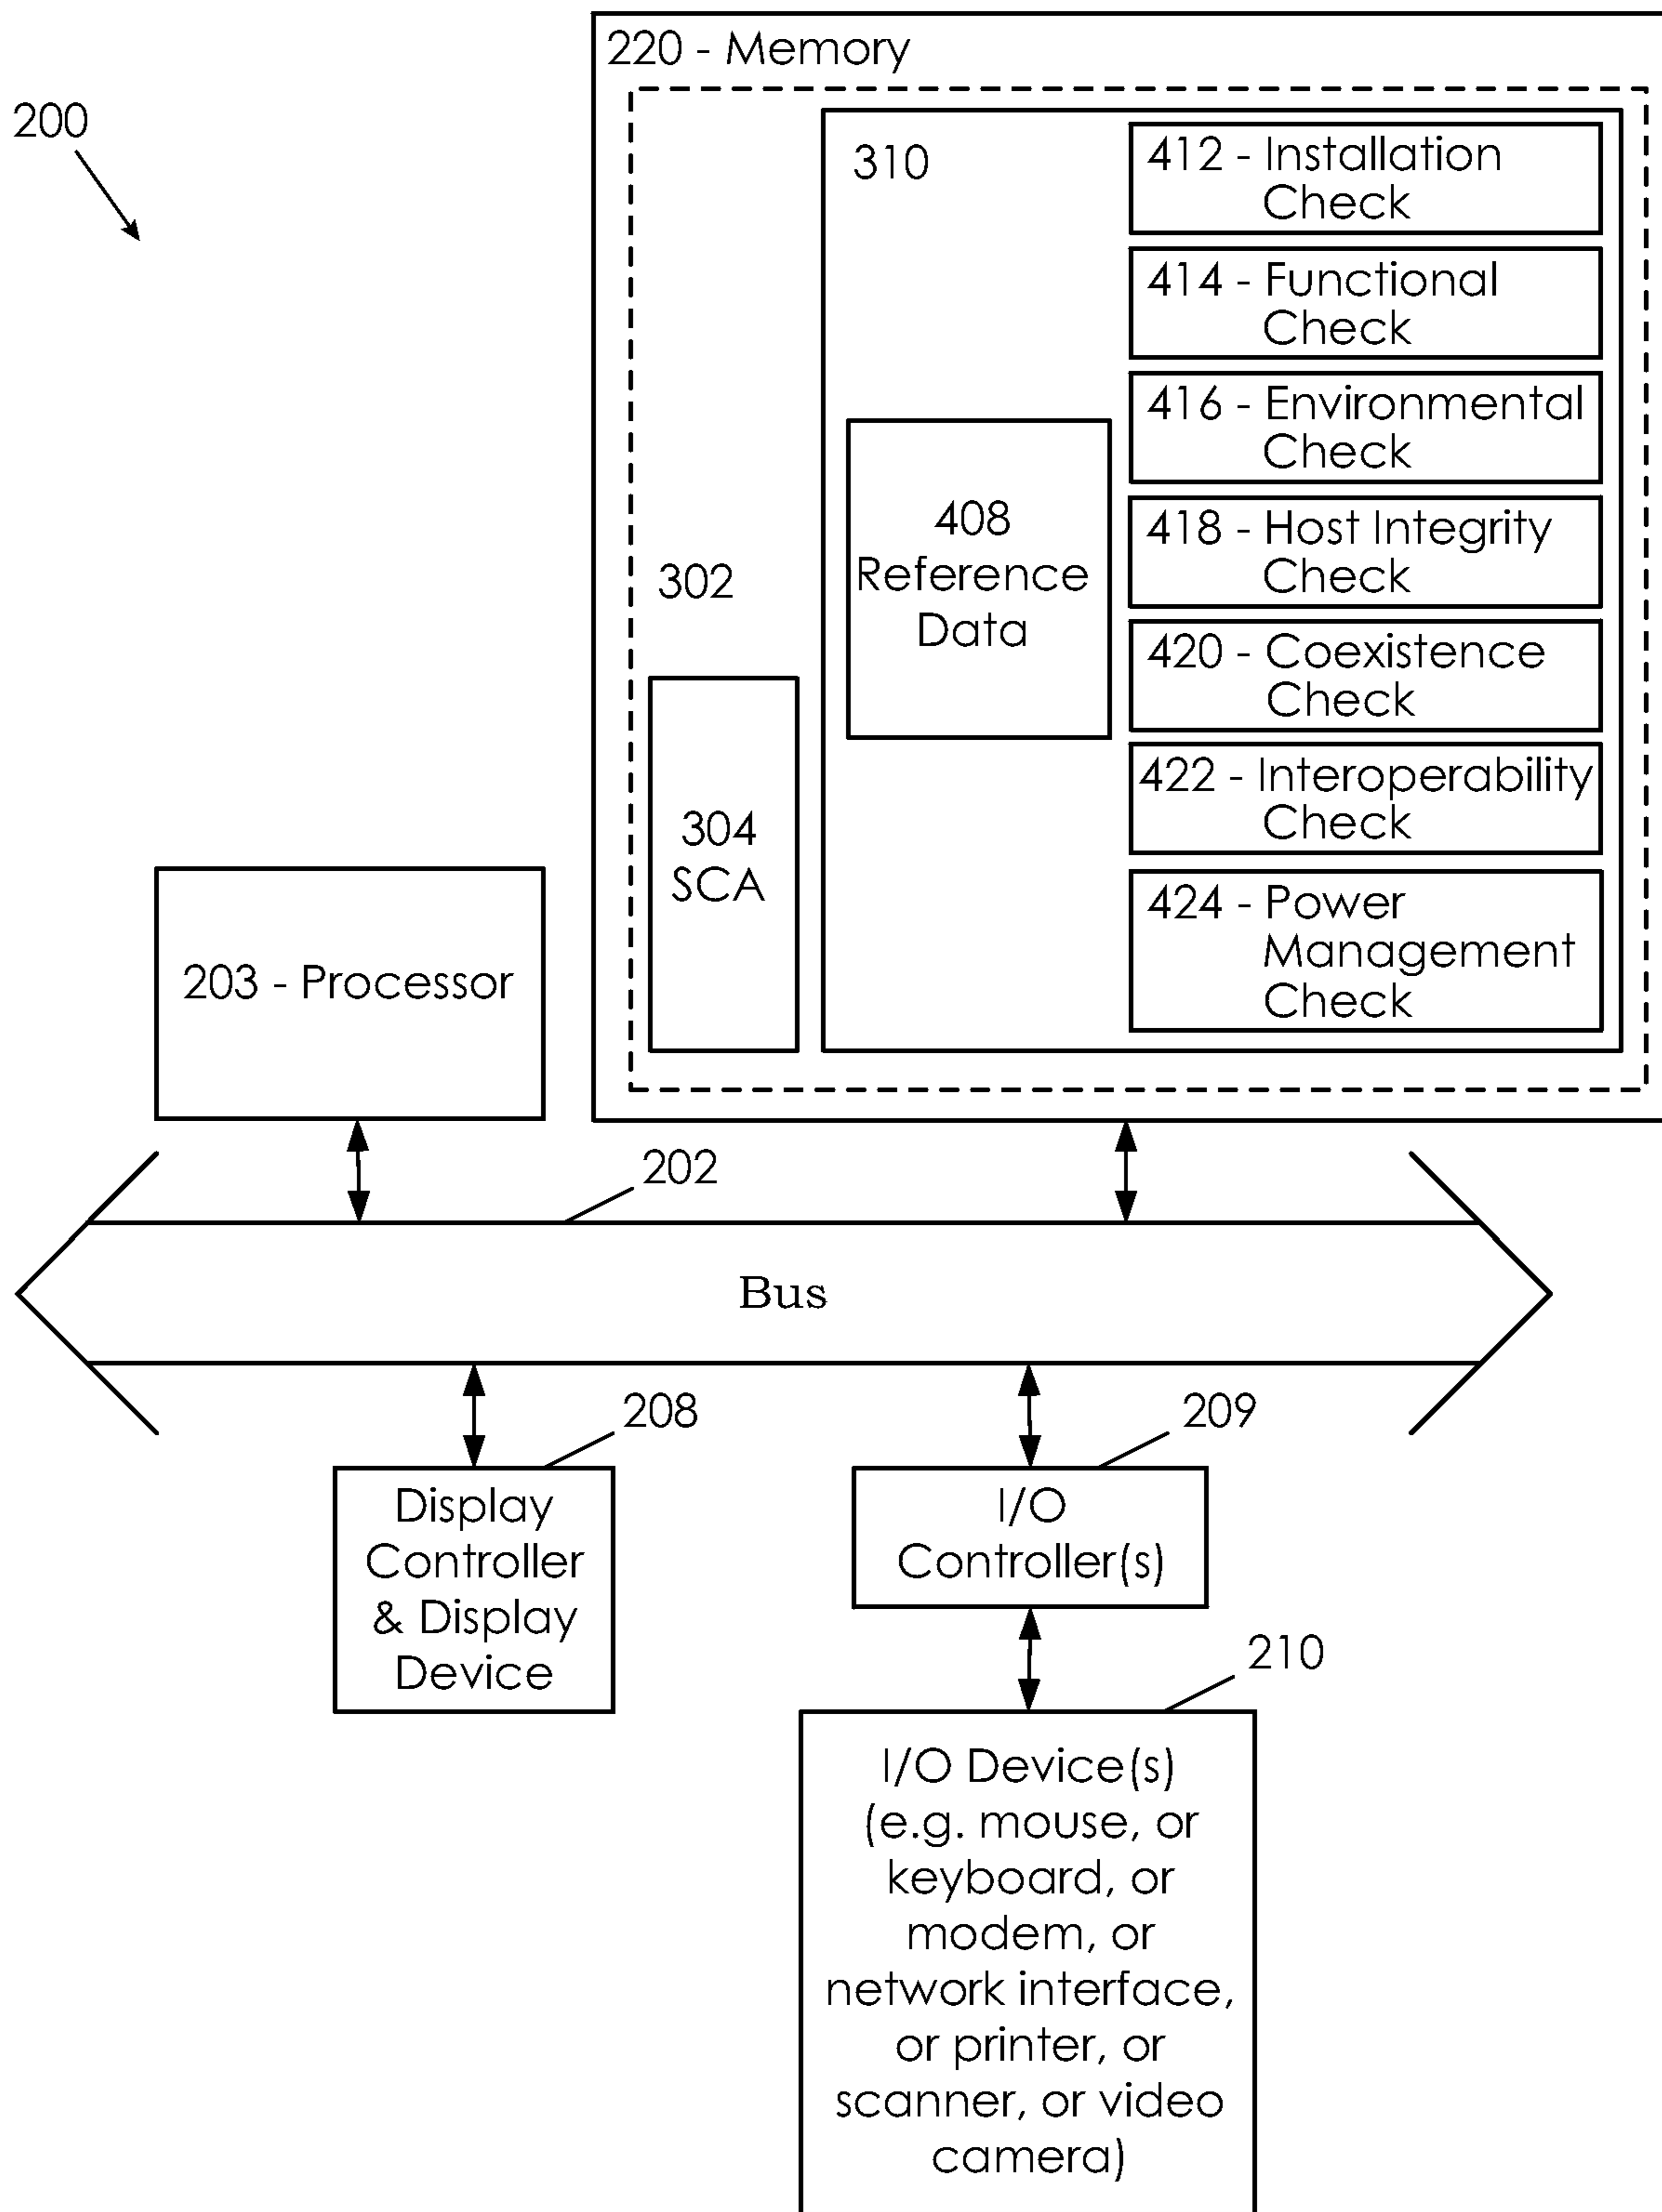 220 - Memory
200
310
412 - Installation
Check
414 - Functional
Check
416 - Environmental
Check
418 - Host Integrity
Check
420 - Coexistence
Check
422 - Interoperability
Check
424 - Power
Management
Check
408
Reference
Data
302
304
SCA
203 - Processor
202
Bus
208
Display
Controller
& Display
Device
209
I/O
Controller(s)
210
I/O Device(s)
(e.g. mouse, or
keyboard, or
modem, or
network interface,
or printer, or
scanner, or video
camera)